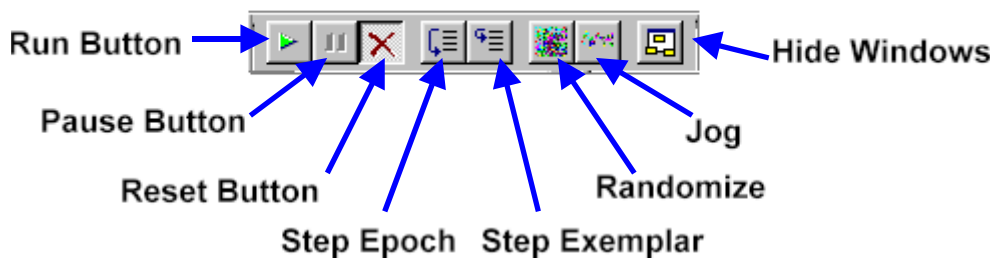 Run Button
Hide Windows
Pause Button
Jog
Reset Button
Randomize
Step Epoch
Step Exemplar